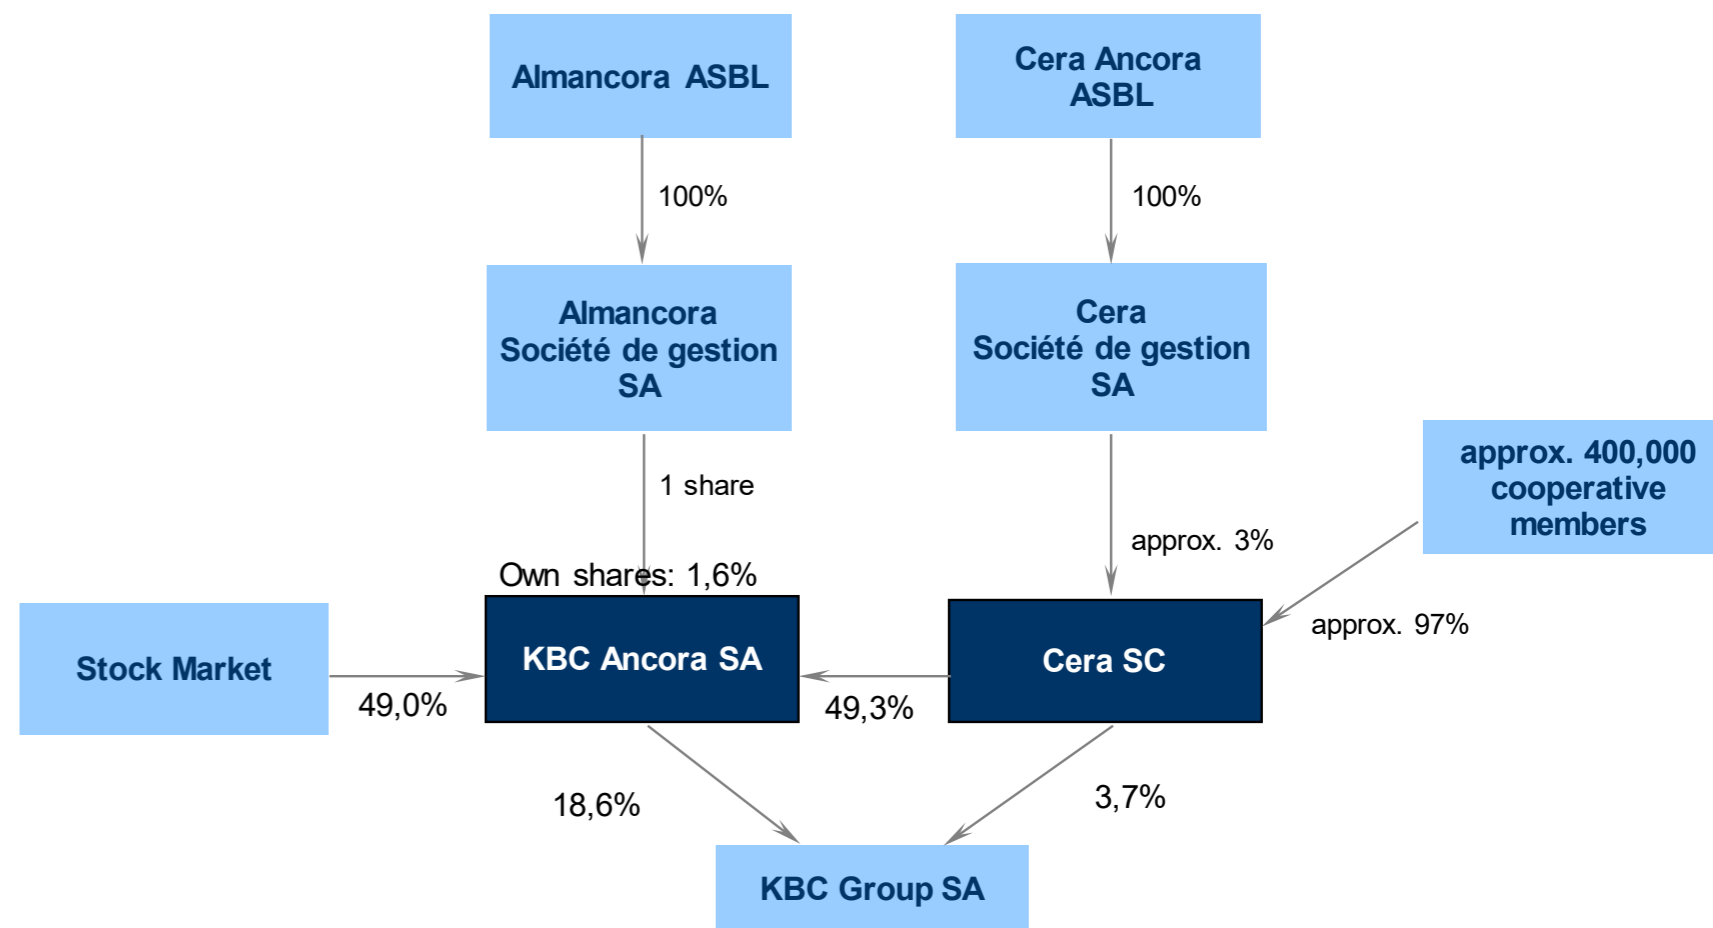 Almancora ASBL
Cera Ancora
ASBL
100%
100%
Almancora
Société de gestion
SA
Cera
Société de gestion
SA
approx. 400,000
cooperative
members
1 share
approx. 3%
Own shares: 1,6%
approx. 97%
Stock Market
KBC Ancora SA
Cera SC
49,0%
49,3%
18,6%
3,7%
KBC Group SA